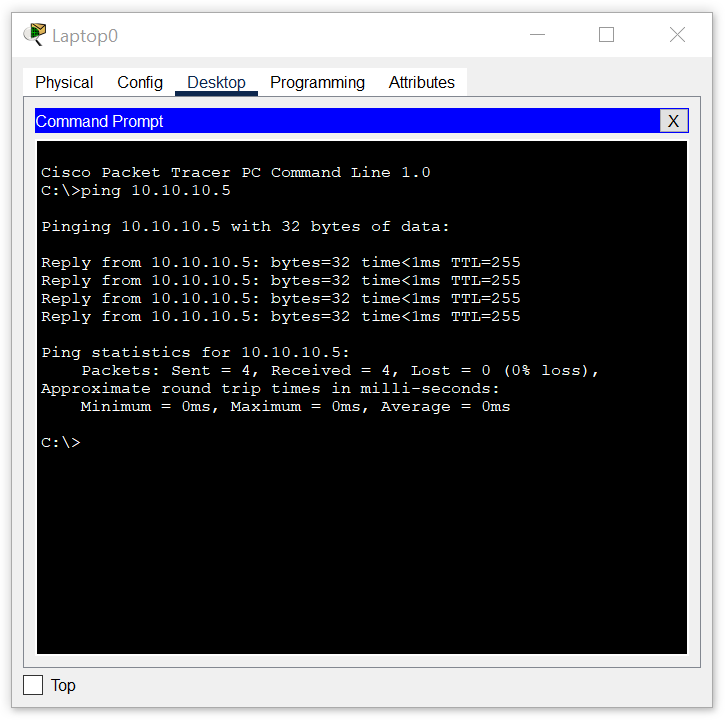 Laptop0
Physical Config Desktop Programming Attributes
Command Prompt X
Cisco Packet Tracer PC Command Line 1.0
C:\>ping 10.10.10.5
Pinging 10.10.10.5 with 32 bytes of data:
Reply from 10.10.10.5: bytes=32 time<1ms TTL=255
Reply from 10.10.10.5: bytes=32 time<1ms TTL=255
Reply from 10.10.10.5: bytes=32 time<1ms TTL=255
Reply from 10.10.10.5: bytes=32 time<1ms TTL=255
Ping statistics for 10.10.10.5:
    Packets: Sent = 4, Received = 4, Lost = 0 (0% loss),
Approximate round trip times in milli-seconds:
    Minimum = 0ms, Maximum = 0ms, Average = 0ms
C:\>
Top